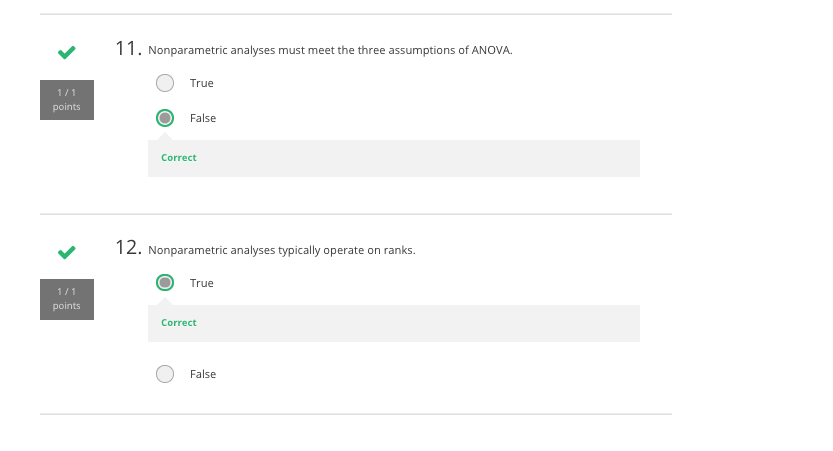 11. Nonparametric analyses must meet the three assumptions of ANOVA.
1 / 1
points
True
False
Correct
12. Nonparametric analyses typically operate on ranks.
1 / 1
points
True
Correct
False